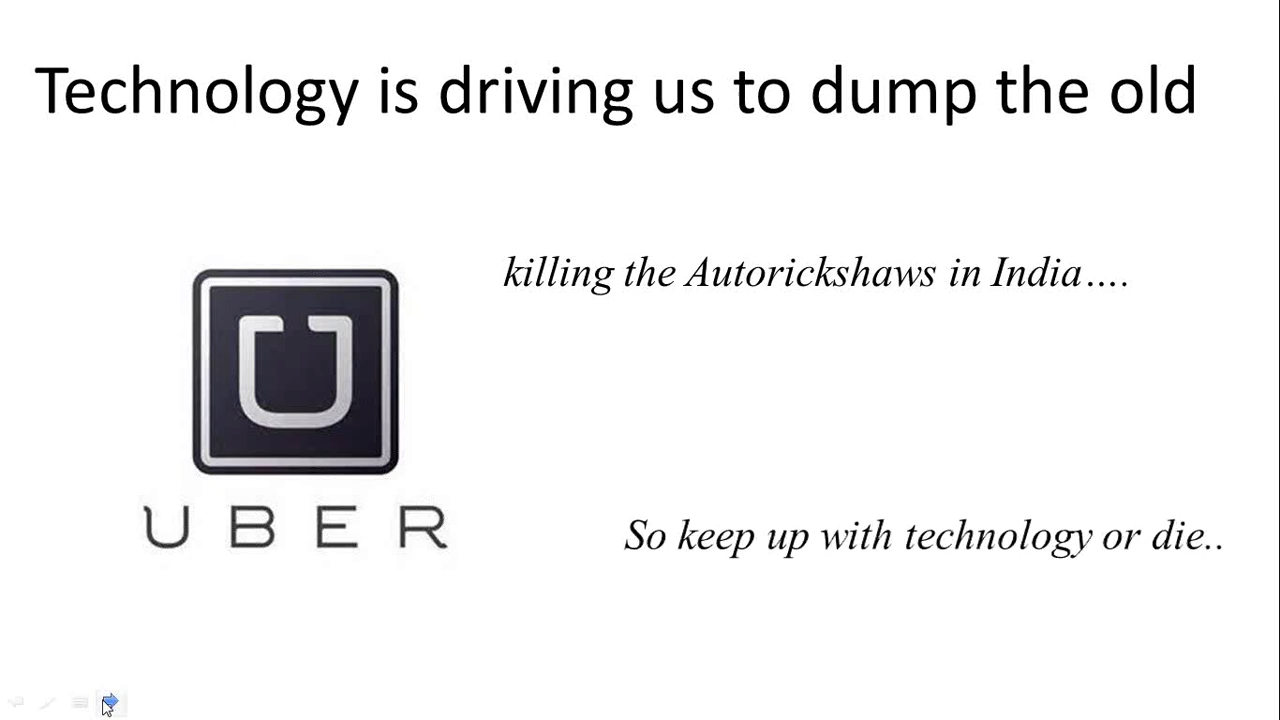 Technology is driving us to dump the old
killing the Autorickshaws in India....
U
UBER
So keep up with technology or die..